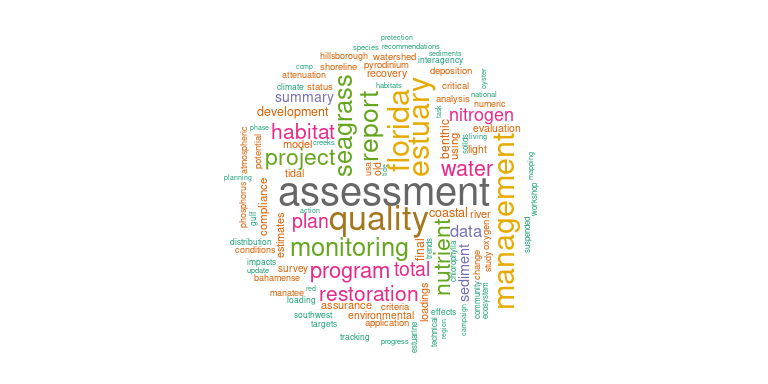 protection
species recommendations
hillsborough watershed sediments
interagency
comp shoreline pyrodinium
attenuation recovery deposition
climate status habitats critical oyster
summary seagrass report florida estuary analysis national
development task nitrogen numeric
phase habitat benthic using solids living evaluation
atmospheric potential model creeks light
project usa old tbep water management mapping
tidal
planning assessment workshop
phosphorus gulf compliance action coastal river
plan quality
distribution estimates monitoring final trends nutrient data oxygen suspended
conditions chlorophylla
impacts study change
update survey program total sediment
bahamense
manatee red restoration loadings community ecosystem
loading
assurance criteria effects
southwest environmental
targets application technical region campaign
tracking progress estuarine